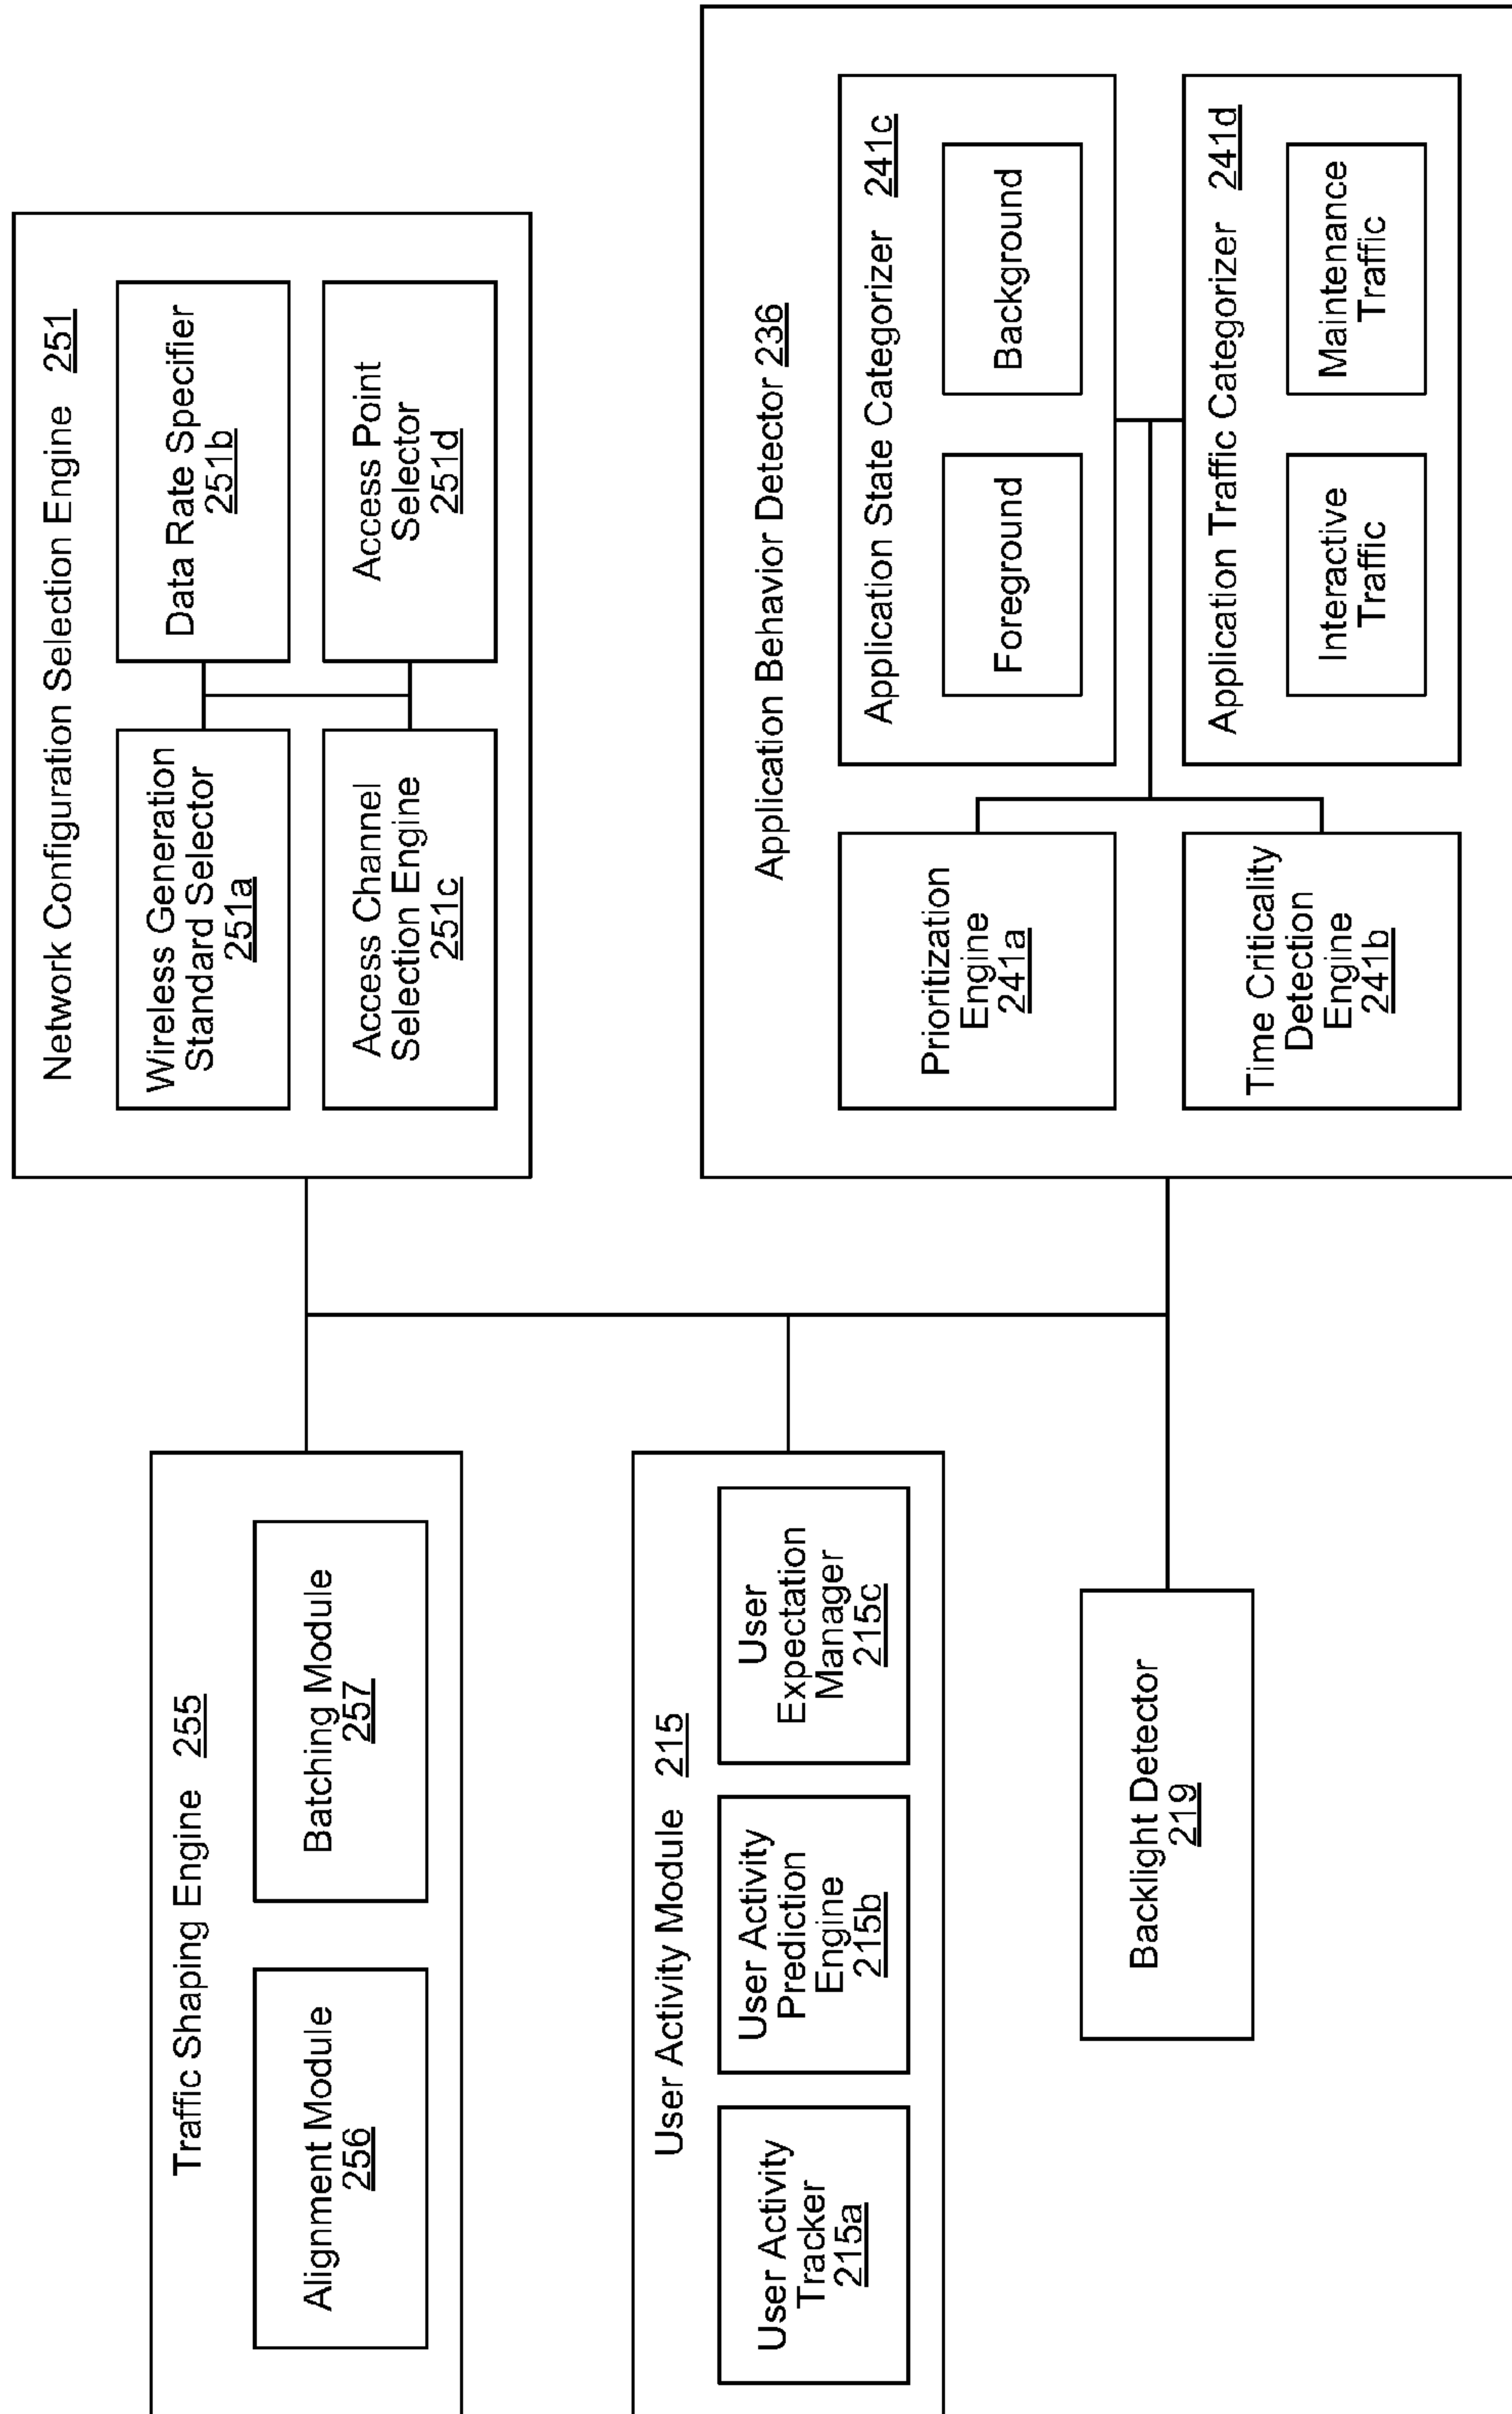 Traffic Shaping Engine 255
Alignment Module
256
Batching Module
257
User Activity Module 215
User Activity
Tracker
215a
User Activity
Prediction
Engine
215b
User
Expectation
Manager
215c
Backlight Detector
219
Network Configuration Selection Engine 251
Wireless Generation
Standard Selector
251a
Data Rate Specifier
251b
Access Channel
Selection Engine
251c
Access Point
Selector
251d
Application Behavior Detector 236
Prioritization
Engine
241a
Time Criticality
Detection
Engine
241b
Application State Categorizer 241c
Foreground
Background
Application Traffic Categorizer 241d
Interactive
Traffic
Maintenance
Traffic